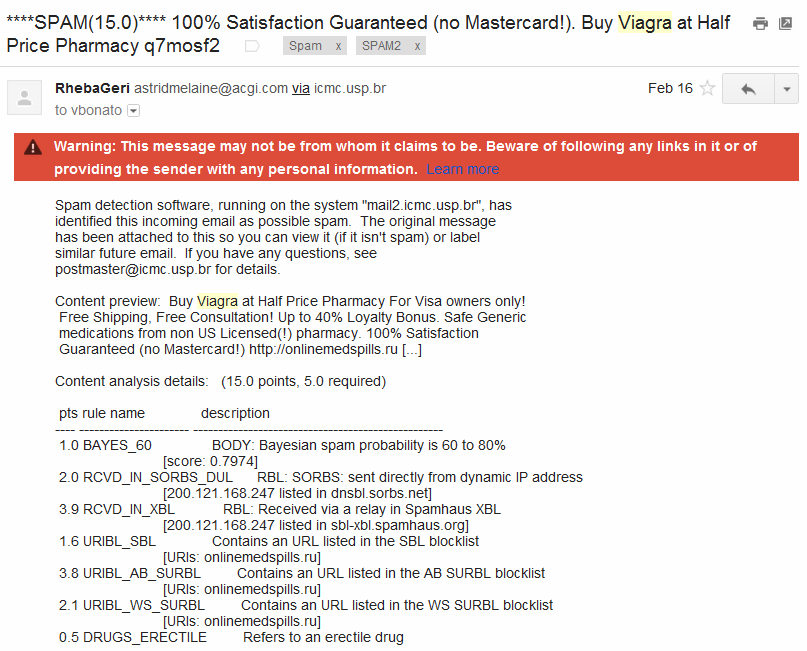 ****SPAM(15.0)**** 100% Satisfaction Guaranteed (no Mastercard!). Buy Viagra at Half
Price Pharmacy q7mosf2 Spam x SPAM2 x
RhebaGeri astridmelaine@acgi.com via icmc.usp.br Feb 16
to vbonato
Warning: This message may not be from whom it claims to be. Beware of following any links in it or of
providing the sender with any personal information. Learn more
Spam detection software, running on the system "mail2.icmc.usp.br", has
identified this incoming email as possible spam. The original message
has been attached to this so you can view it (if it isn't spam) or label
similar future email. If you have any questions, see
postmaster@icmc.usp.br for details.
Content preview: Buy Viagra at Half Price Pharmacy For Visa owners only!
Free Shipping, Free Consultation! Up to 40% Loyalty Bonus. Safe Generic
medications from non US Licensed(!) pharmacy. 100% Satisfaction
Guaranteed (no Mastercard!) http://onlinemedspills.ru [...]
Content analysis details: (15.0 points, 5.0 required)
pts rule name description
---- ---------------------- --------------------------------------------------
1.0 BAYES_60 BODY: Bayesian spam probability is 60 to 80%
[score: 0.7974]
2.0 RCVD_IN_SORBS_DUL RBL: SORBS: sent directly from dynamic IP address
[200.121.168.247 listed in dnsbl.sorbs.net]
3.9 RCVD_IN_XBL RBL: Received via a relay in Spamhaus XBL
[200.121.168.247 listed in sbl-xbl.spamhaus.org]
1.6 URIBL_SBL Contains an URL listed in the SBL blocklist
[URIs: onlinemedspills.ru]
3.8 URIBL_AB_SURBL Contains an URL listed in the AB SURBL blocklist
[URIs: onlinemedspills.ru]
2.1 URIBL_WS_SURBL Contains an URL listed in the WS SURBL blocklist
[URIs: onlinemedspills.ru]
0.5 DRUGS_ERECTILE Refers to an erectile drug